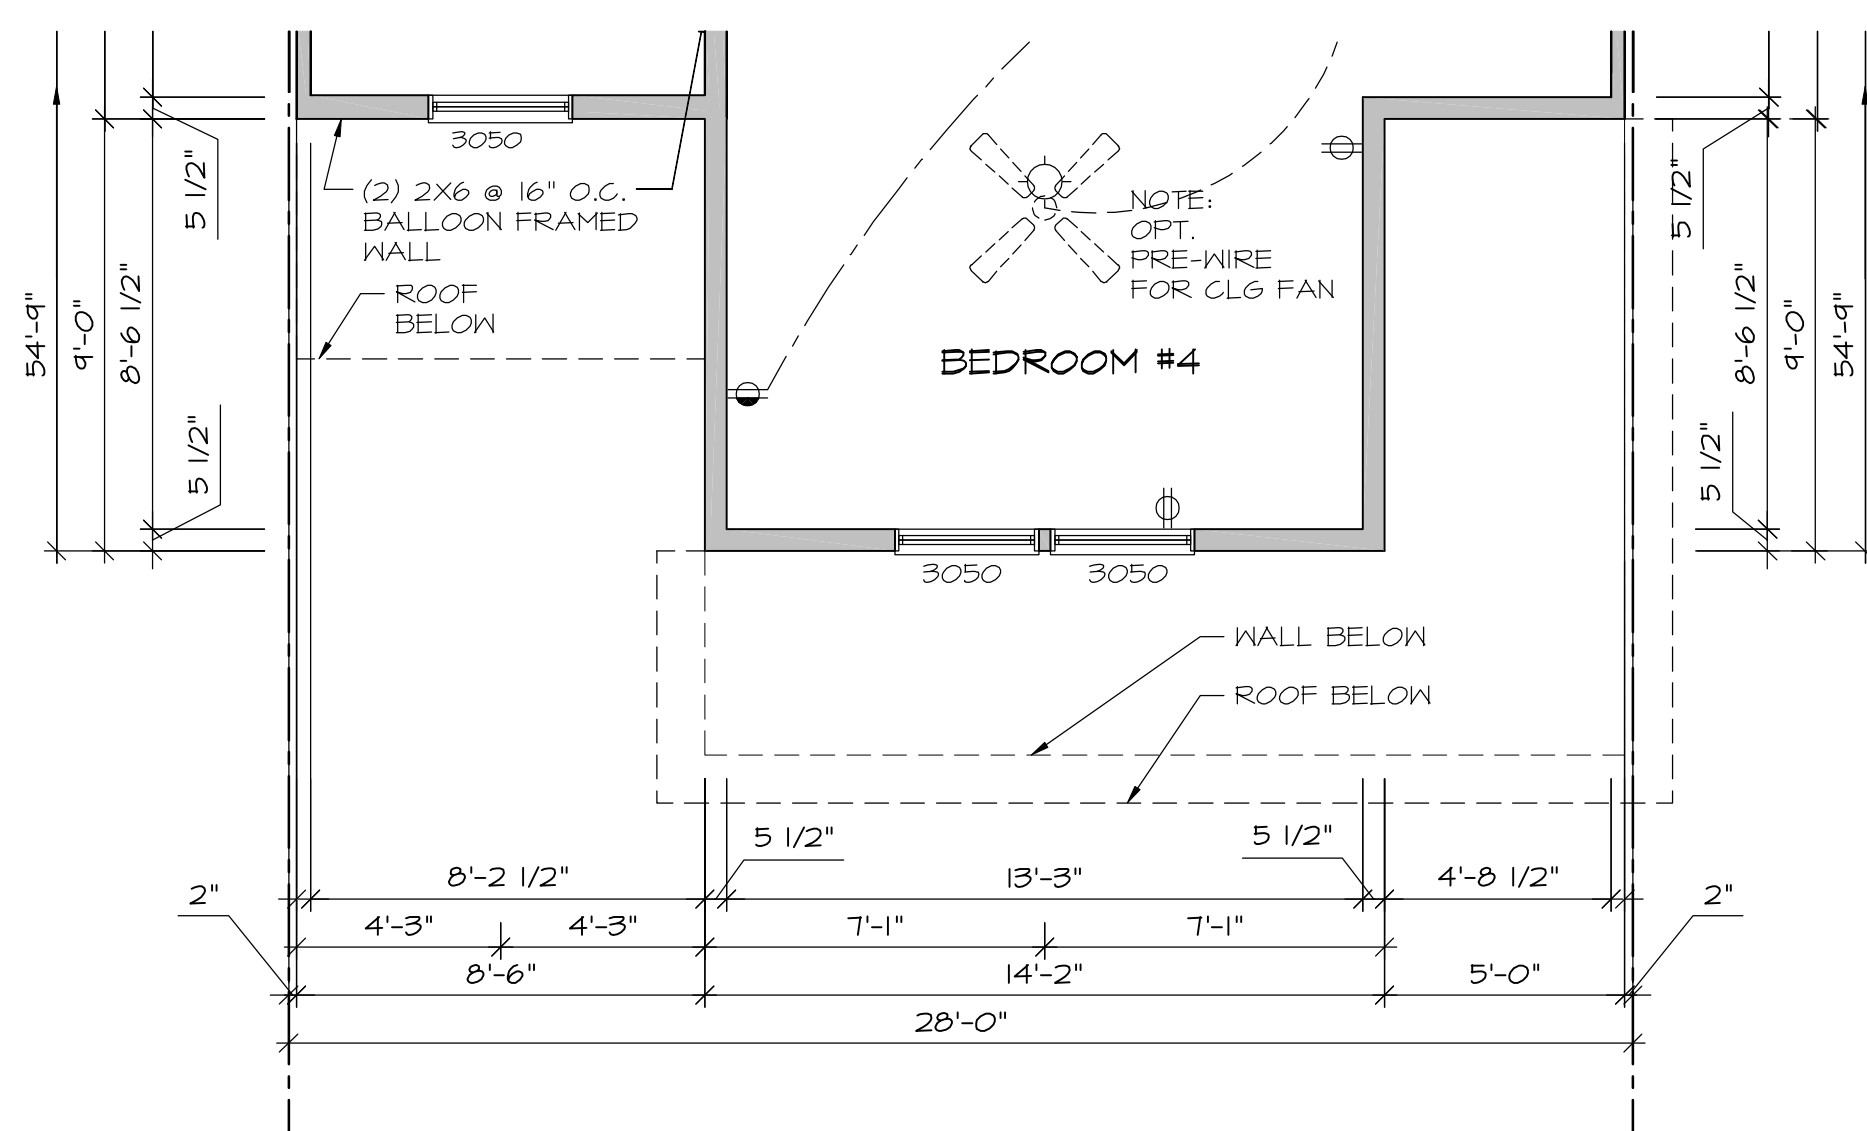 3050
(2) 2X6 @ 16" O.C.
BALLOON FRAMED
WALL
ROOF
BELOW
NOTE:
OPT.
PRE-WIRE
FOR CLG FAN
BEDROOM #4
54'-9"
9'-0"
8'-6 1/2"
5 1/2"
5 1/2"
5 1/2"
5 1/2"
8'-6 1/2"
9'-0"
54'-9"
3050
3050
WALL BELOW
ROOF BELOW
5 1/2"
5 1/2"
8'-2 1/2"
13'-3"
4'-8 1/2"
2"
2"
4'-3"
4'-3"
7'-1"
7'-1"
8'-6"
14'-2"
5'-0"
28'-0"